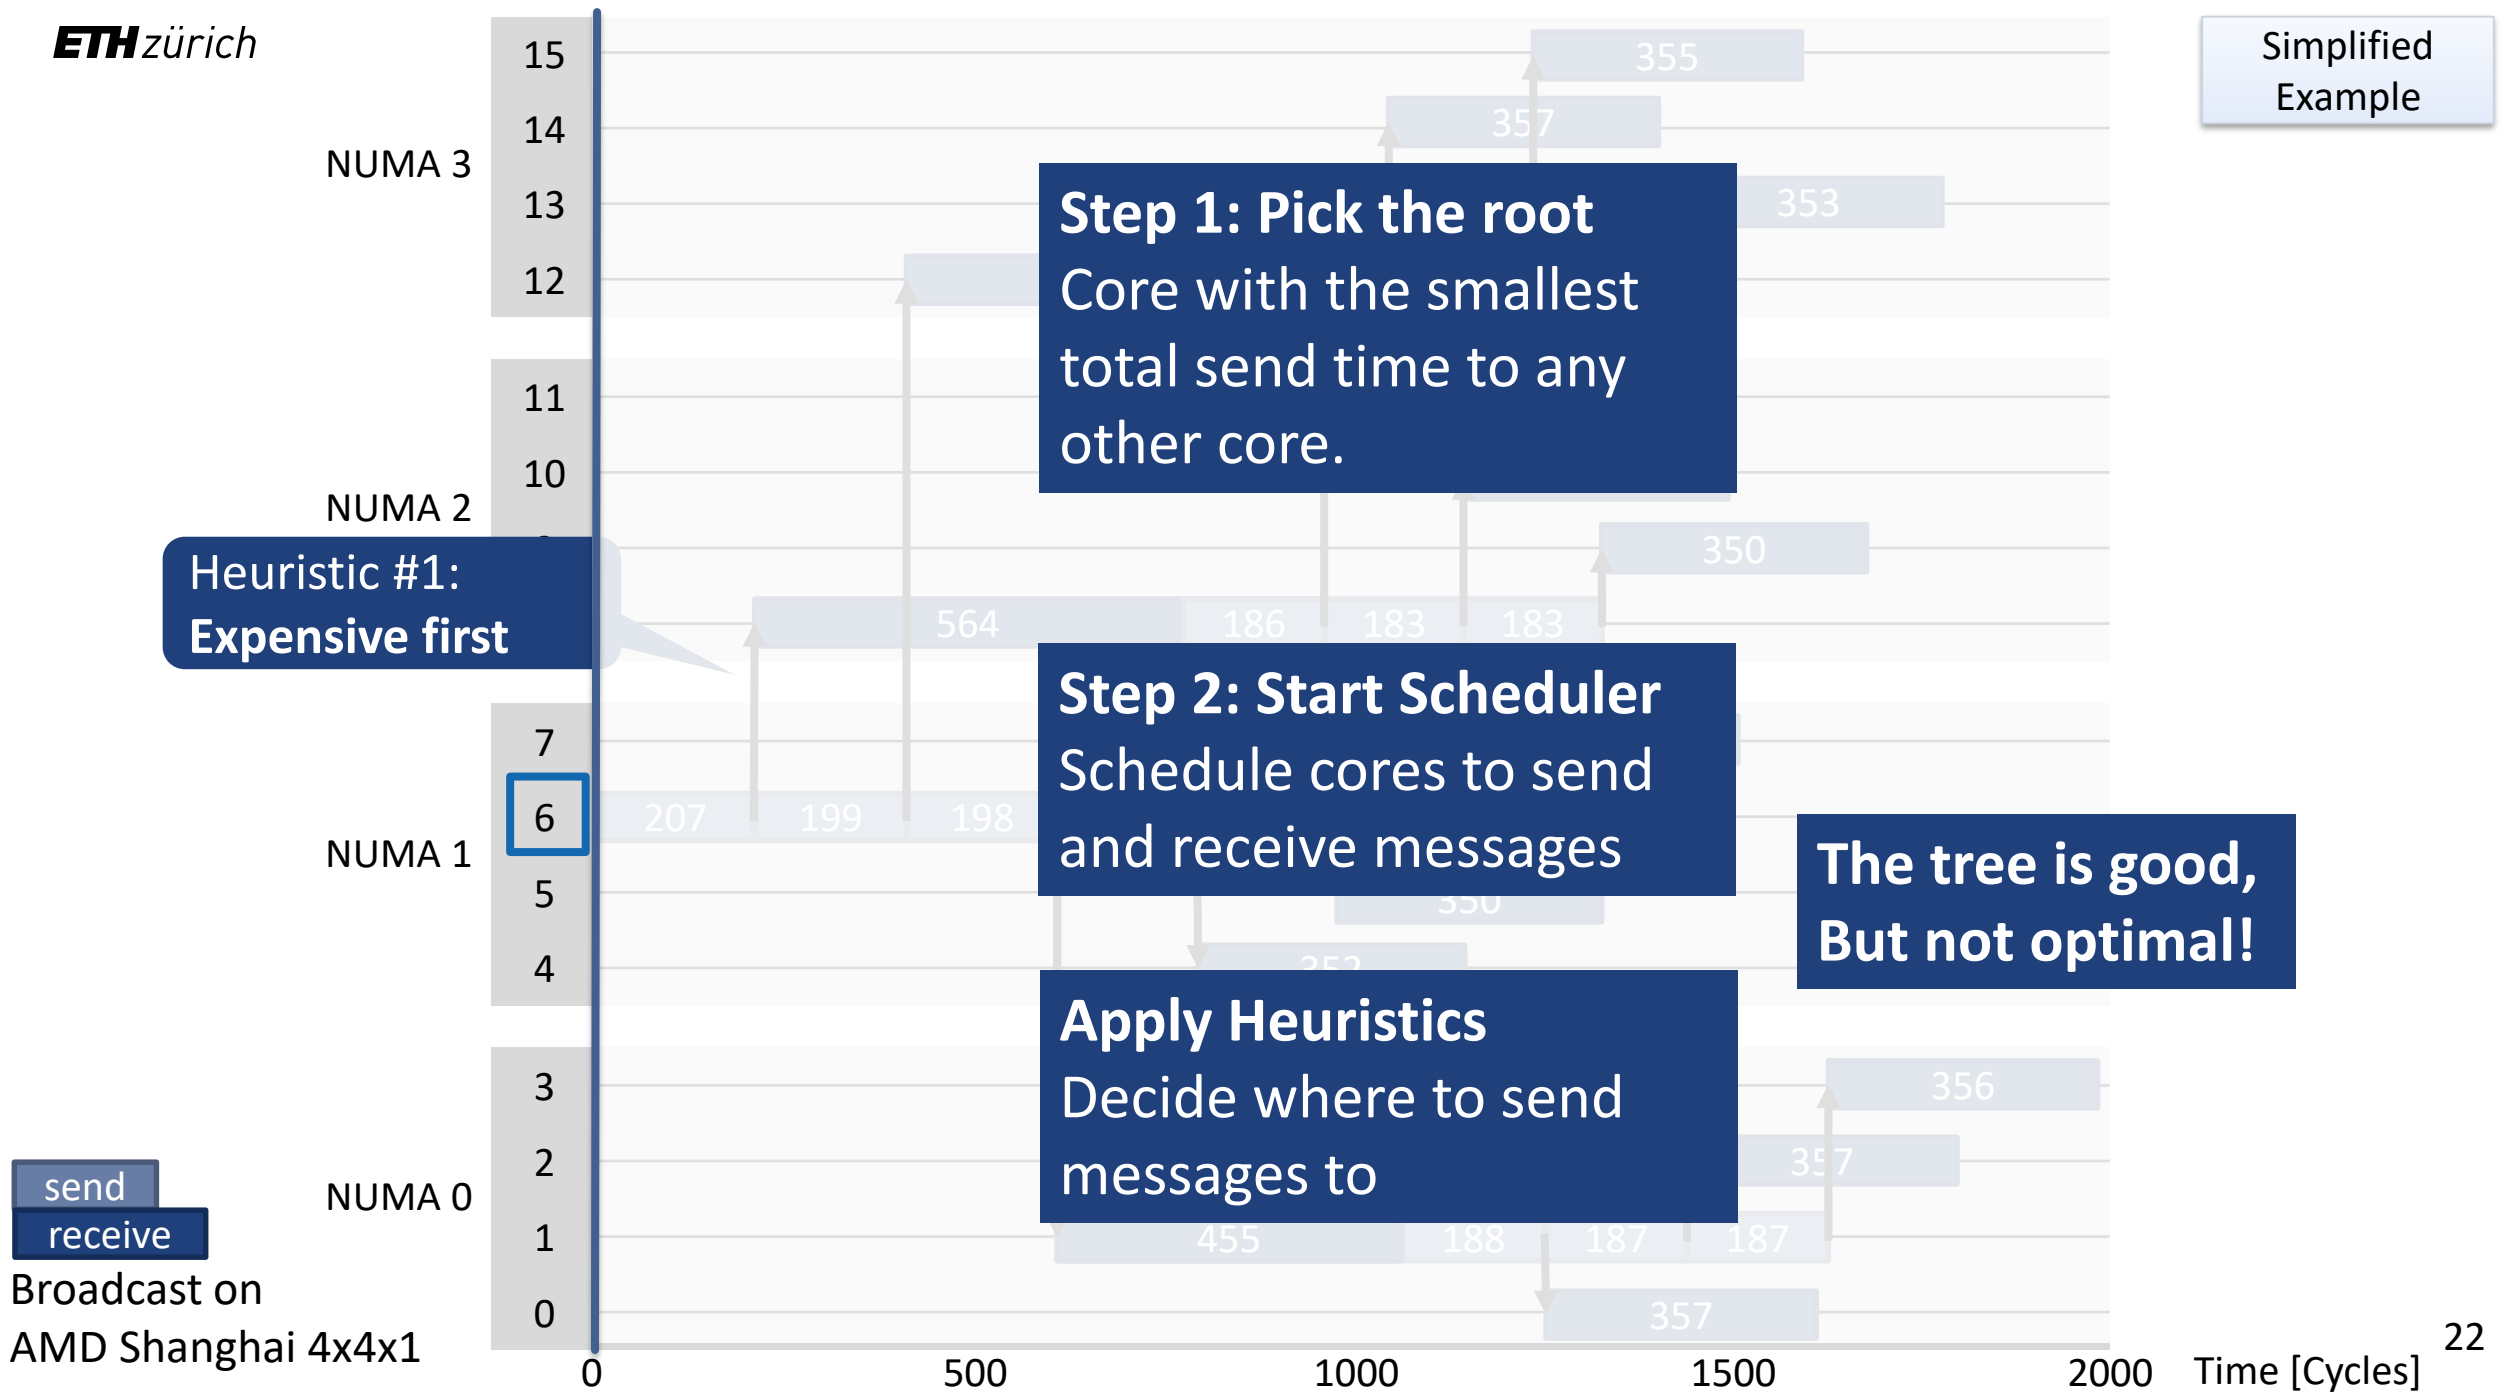 ETH zürich
Simplified
Example
15
14
NUMA 3
13
12
11
10
NUMA 2
7
6
NUMA 1
5
4
3
2
NUMA 0
1
0
355
357
353
350
564
186
183
183
207
199
198
350
352
356
357
455
188
187
187
357
Step 1: Pick the root
Core with the smallest
total send time to any
other core.
Heuristic #1:
Expensive first
Step 2: Start Scheduler
Schedule cores to send
and receive messages
The tree is good,
But not optimal!
Apply Heuristics
Decide where to send
messages to
send
receive
Broadcast on
AMD Shanghai 4x4x1
0
500
1000
1500
2000
Time [Cycles]
22